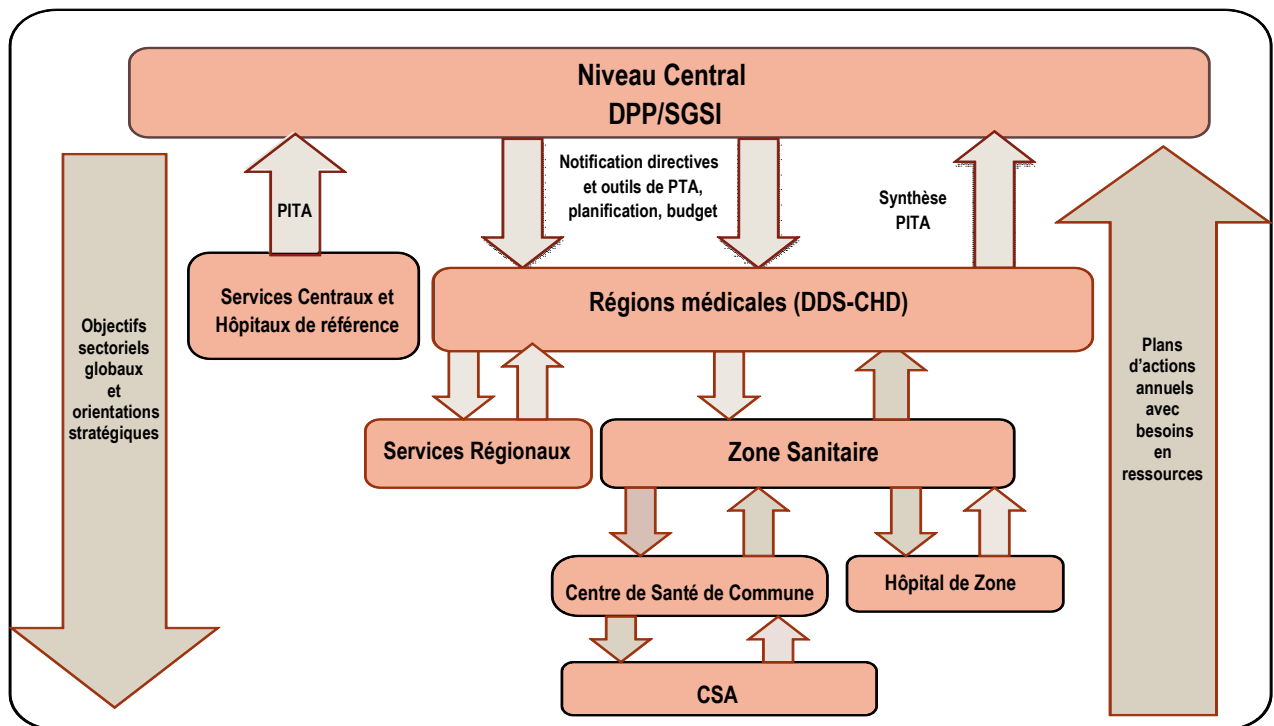 Niveau Central
DPP/SGSI
Notification directives
et outils de PTA,
planification, budget
PITA
Synthèse
PITA
Services Centraux et
Hôpitaux de référence
Régions médicales (DDS-CHD)
Objectifs
sectoriels
globaux
et
orientations
stratégiques
Plans
d'actions
annuels
avec
besoins
en
ressources
Services Régionaux
Zone Sanitaire
Centre de Santé de Commune
Hôpital de Zone
CSA